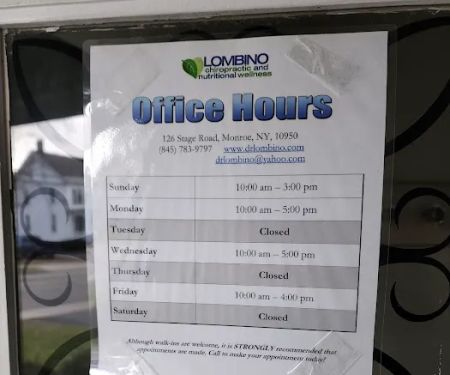 LOMBINO
chiropractic and
nutritional wellness
Office Hours
126 Stage Road, Monroe, NY, 10950
(845) 783-9797 www.drlombino.com
drlombino@yahoo.com
Sunday 10:00 am – 3:00 pm
Monday 10:00 am – 5:00 pm
Tuesday Closed
Wednesday 10:00 am – 5:00 pm
Thursday Closed
Friday 10:00 am – 4:00 pm
Saturday Closed
Although walk-ins are welcome, it is STRONGLY recommended that
appointments are made. Call to make your appointment today!